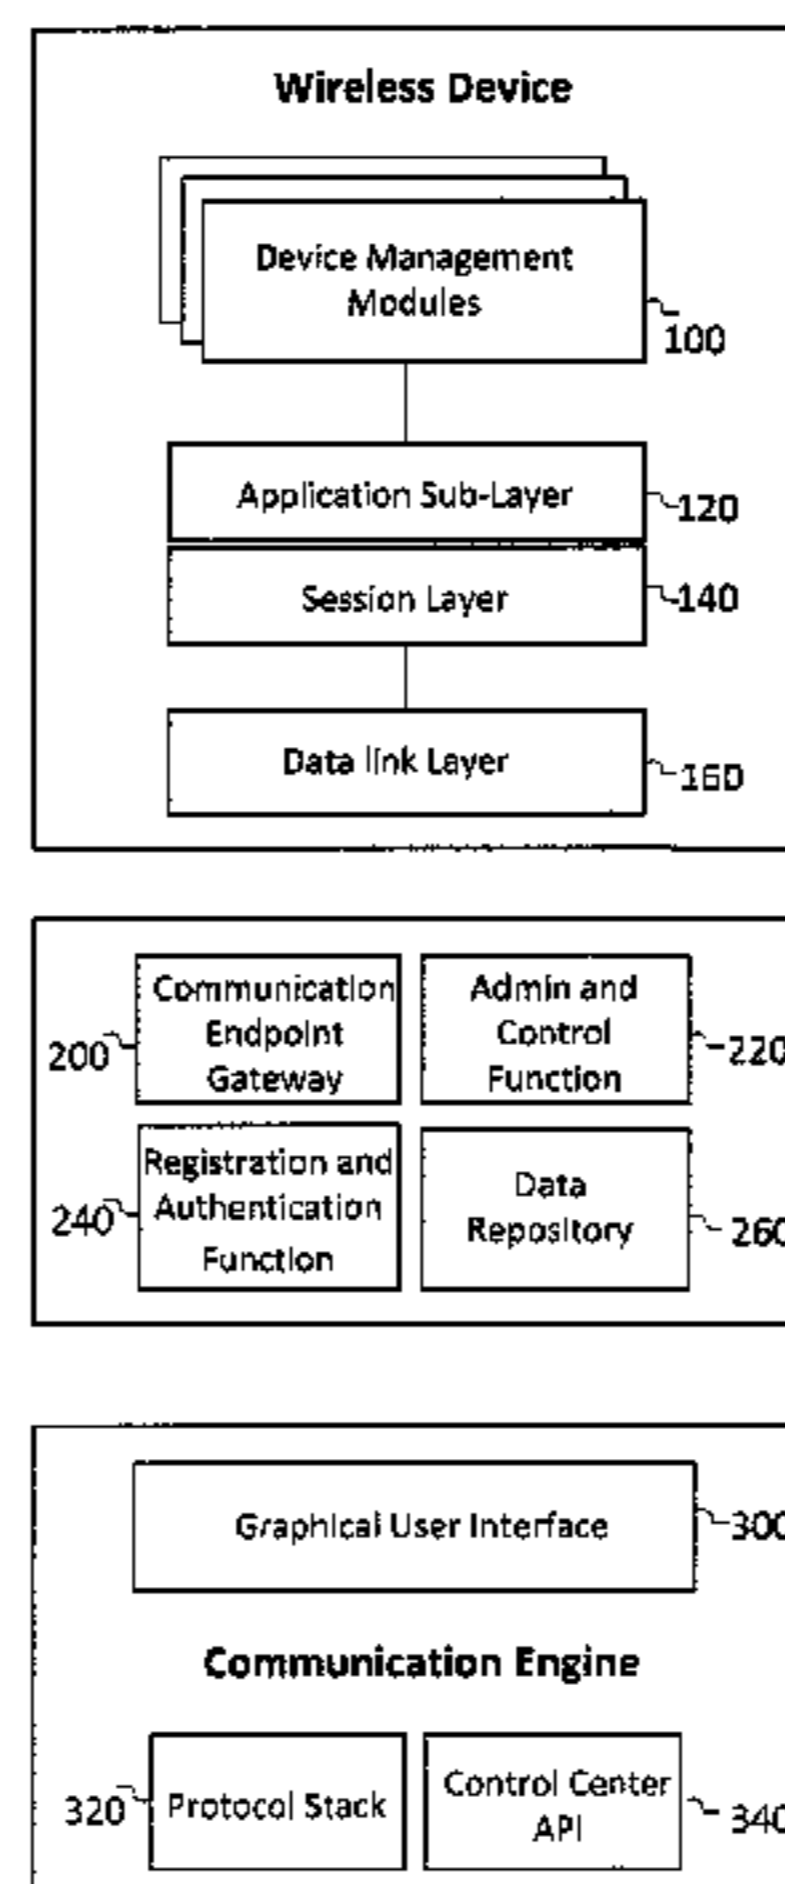 Wireless Device
Device Management
Modules
100
Application Sub-Layer
120
Session Layer
140
Data link Layer
160
Communication
Endpoint
Gateway
200
Admin and
Control
Function
220
Registration and
Authentication
Function
240
Data
Repository
260
Graphical User Interface
300
Communication Engine
Protocol Stack
320
Control Center
API
340